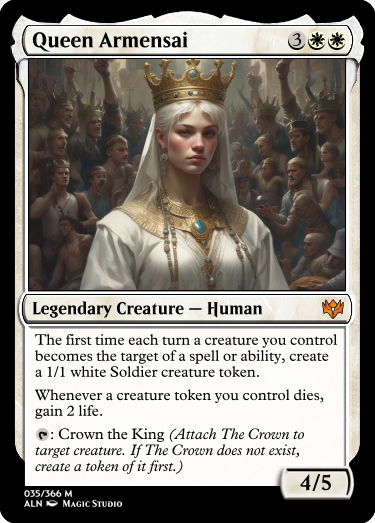 Queen Armensai 3
Legendary Creature — Human
The first time each turn a creature you control
becomes the target of a spell or ability, create
a 1/1 white Soldier creature token.
Whenever a creature token you control dies,
gain 2 life.
: Crown the King (Attach The Crown to
target creature. If The Crown does not exist,
create a token of it first.)
4/5
035/366 M
ALN Magic Studio